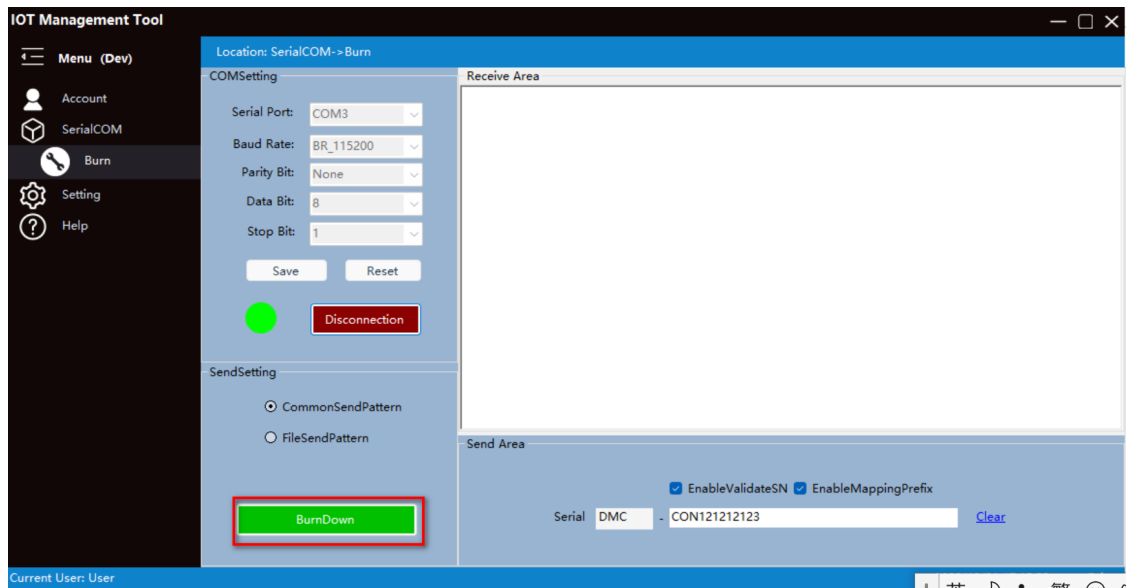 IOT Management Tool
Menu (Dev)
Account
SerialCOM
Burn
Setting
Help
Location: SerialCOM->Burn
COMSetting
Serial Port: COM3
Baud Rate: BR_115200
Parity Bit: None
Data Bit: 8
Stop Bit: 1
Save Reset
Disconnection
SendSetting
CommonSendPattern
FileSendPattern
BurnDown
Receive Area
Send Area
EnableValidateSN EnableMappingPrefix
Serial DMC - CON121212123 Clear
Current User: User